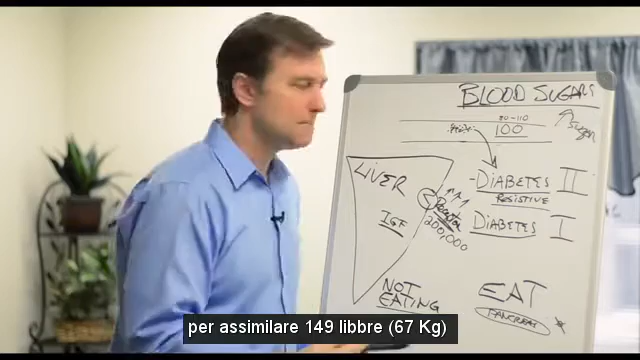 BLOOD SUGARS
80-110
100
SUGAR
LIVER
-DIABETES II
RESISTIVE
IGF
Receptor
200,000
DIABETES I
NOT
EATING
EAT
PANCREAS
per assimilare 149 libbre (67 Kg)